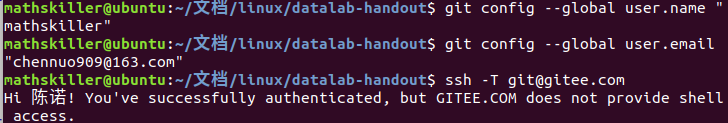 mathskiller@ubuntu:~/文档/linux/datalab-handout$ git config --global user.name "
mathskiller"
mathskiller@ubuntu:~/文档/linux/datalab-handout$ git config --global user.email
"chennuo909@163.com"
mathskiller@ubuntu:~/文档/linux/datalab-handout$ ssh -T git@gitee.com
Hi 陈诺! You've successfully authenticated, but GITEE.COM does not provide shell
 access.